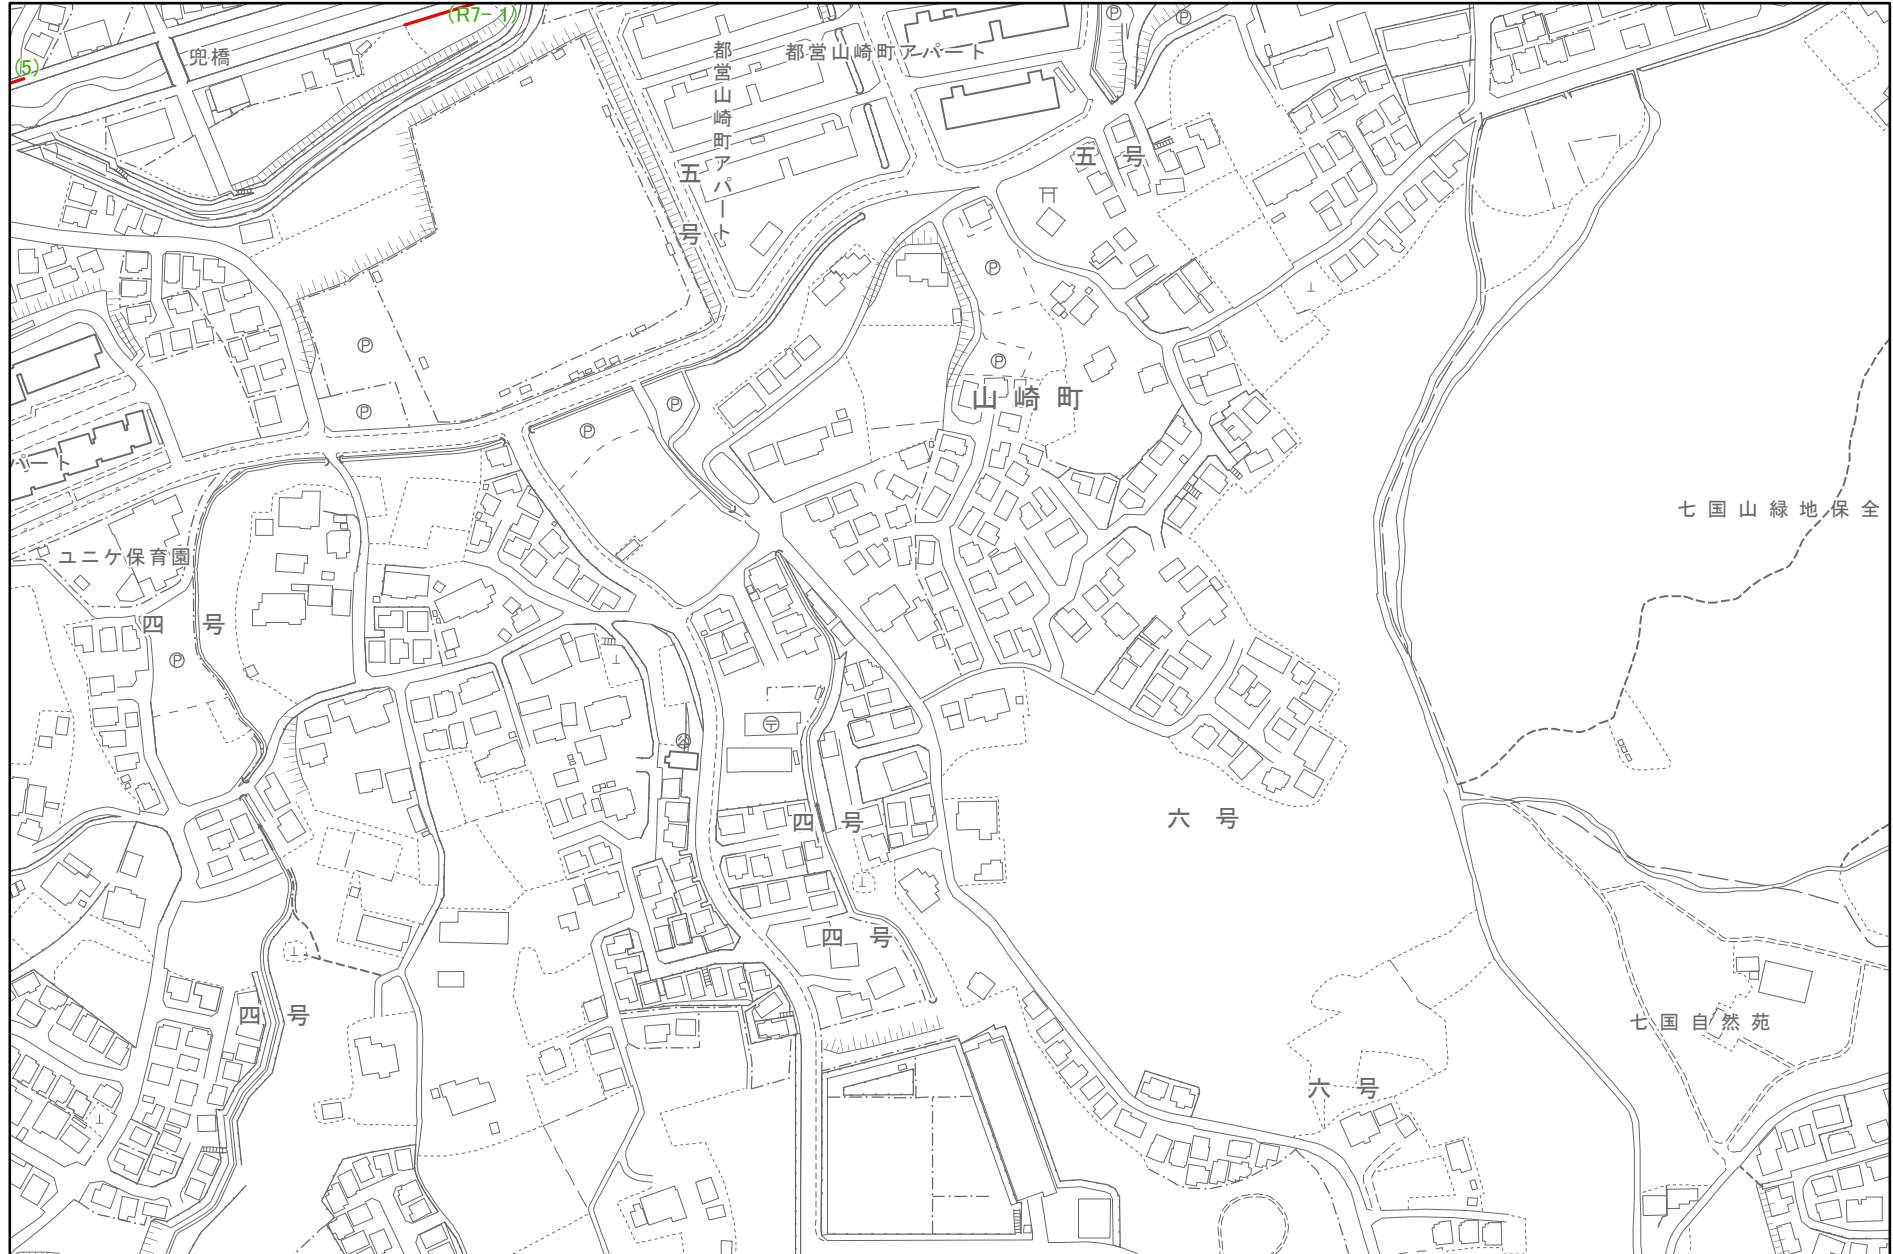 (R7-1)
(5)
兜橋
都営山崎町アパート
都営山崎町アパート
五号
五号
山崎町
パート
七国山緑地保全
ユニケ保育園
四号
六号
四号
四号
四号
七国自然苑
六号